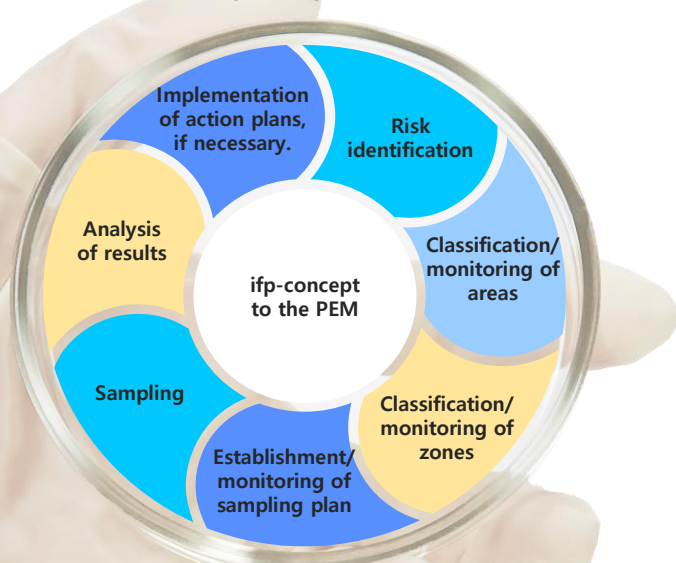 Implementation
of action plans,
if necessary.
Risk
identification
Classification/
monitoring of
areas
Classification/
monitoring of
zones
Establishment/
monitoring of
sampling plan
Sampling
Analysis
of results
ifp-concept
to the PEM